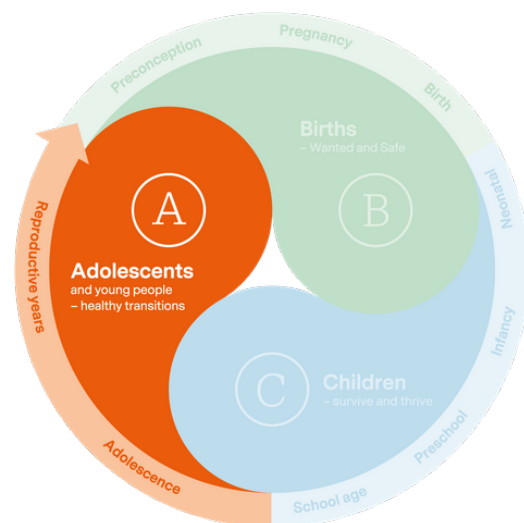 Preconception
Pregnancy
Birth
Neonatal
Infancy
Preschool
School age
Adolescence
Reproductive years
A
Adolescents
and young people
– healthy transitions
Births
– Wanted and Safe
B
C
Children
– survive and thrive